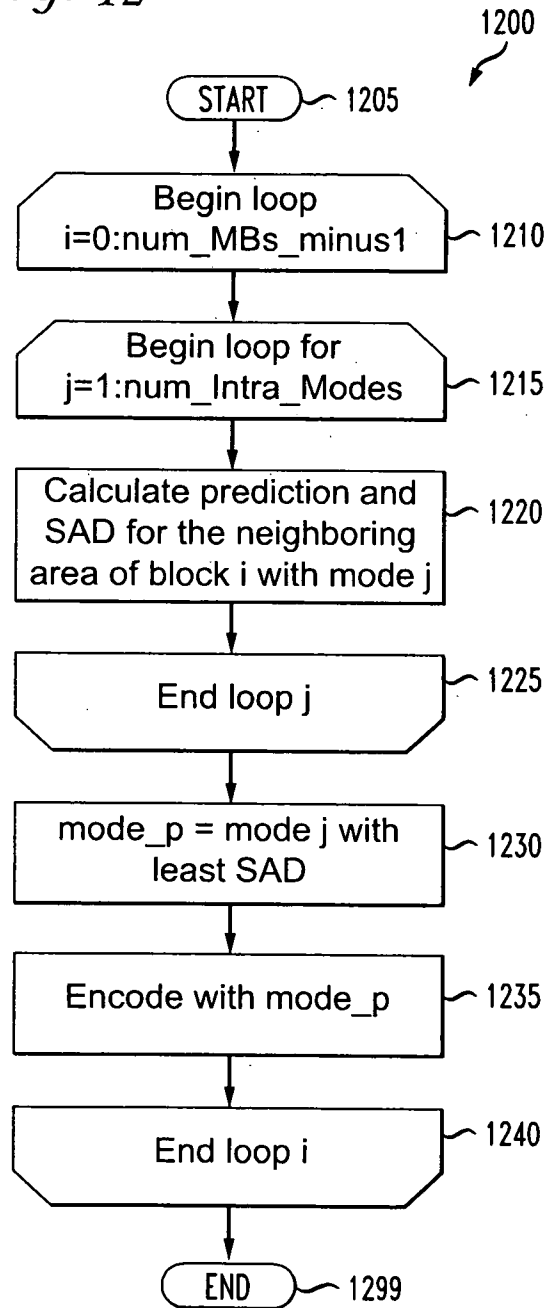 12
1200
START 1205
Begin loop
i=0:num_MBs_minus1 1210
Begin loop for
j=1:num_Intra_Modes 1215
Calculate prediction and
SAD for the neighboring
area of block i with mode j 1220
End loop j 1225
mode_p = mode j with
least SAD 1230
Encode with mode_p 1235
End loop i 1240
END 1299